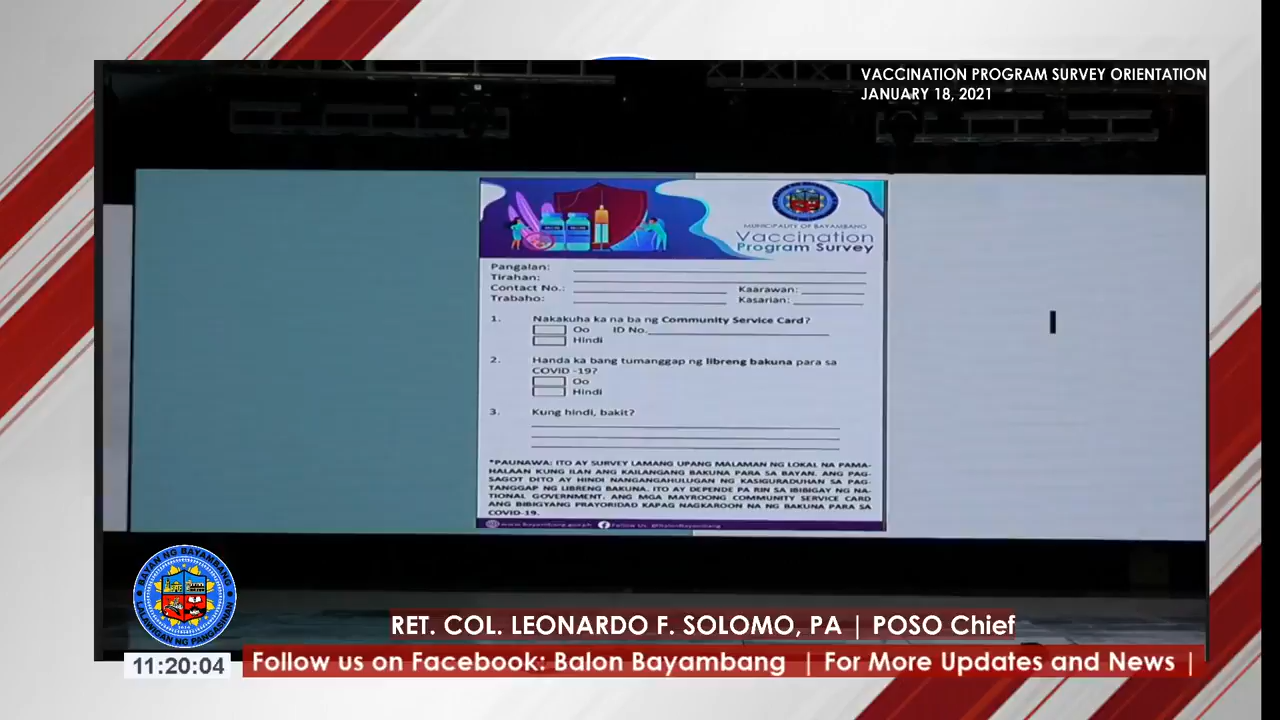 VACCINATION PROGRAM SURVEY ORIENTATION
JANUARY 18, 2021
MUNICIPALITY OF BAYAMBANG
Vaccination
Program Survey
Pangalan:
Tirahan:
Contact No.:
Kaarawan:
Trabaho:
Kasarian:
1. Nakakuha ka na ba ng Community Service Card?
Oo ID No.
Hindi
2. Handa ka bang tumanggap ng libreng bakuna para sa
COVID -19?
Oo
Hindi
3. Kung hindi, bakit?
*PAUNAWA: ITO AY SURVEY LAMANG UPANG MALAMAN NG LOKAL NA PAMA-
HALAAN KUNG ILAN ANG KAILANGANG BAKUNA PARA SA BAYAN. ANG PAG-
SAGOT DITO AY HINDI NANGANGAHULUGAN NG KASIGURADUHAN SA PAG-
TANGGAP NG LIBRENG BAKUNA. ITO AY DEPENDE PA RIN SA IBIBIGAY NG NA-
TIONAL GOVERNMENT. ANG MGA MAYROONG COMMUNITY SERVICE CARD
ANG BIBIGYANG PRAYORIDAD KAPAG NAGKAROON NA NG BAKUNA PARA SA
COVID-19.
www.bayambang.gov.ph Follow Us @BalonBayambang
BAYAN NG BAYAMBANG
LALAWIGAN NG PANGASINAN
RET. COL. LEONARDO F. SOLOMO, PA | POSO Chief
11:20:04
Follow us on Facebook: Balon Bayambang | For More Updates and News |